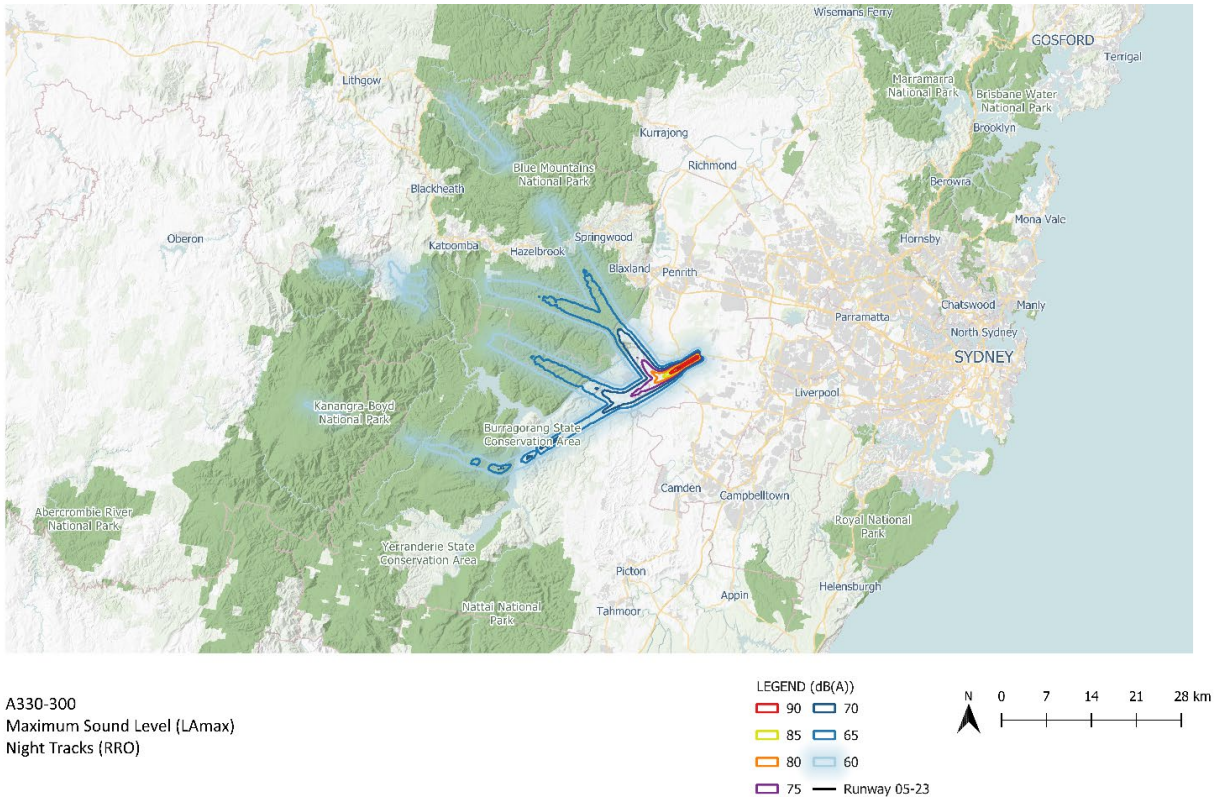 Wisemans Ferry
GOSFORD
Terrigal
Lithgow
Marramarra
National Park
Brisbane Water
National Park
Brooklyn
Kurrajong
Richmond
Blue Mountains
National Park
Blackheath
Berowra
Mona Vale
Oberon
Katoomba
Hazelbrook
Springwood
Hornsby
Blaxland
Penrith
Chatswood
Manly
Parramatta
North Sydney
SYDNEY
Liverpool
Kanangra-Boyd
National Park
Burragorang State
Conservation Area
Camden
Campbelltown
Abercrombie River
National Park
Royal National
Park
Yerranderie State
Conservation Area
Picton
Helensburgh
Appin
Nattai National
Park
Tahmoor
A330-300
Maximum Sound Level (LAmax)
Night Tracks (RRO)
LEGEND (dB(A))
90 70
85 65
80 60
75 Runway 05-23
N 0 7 14 21 28 km